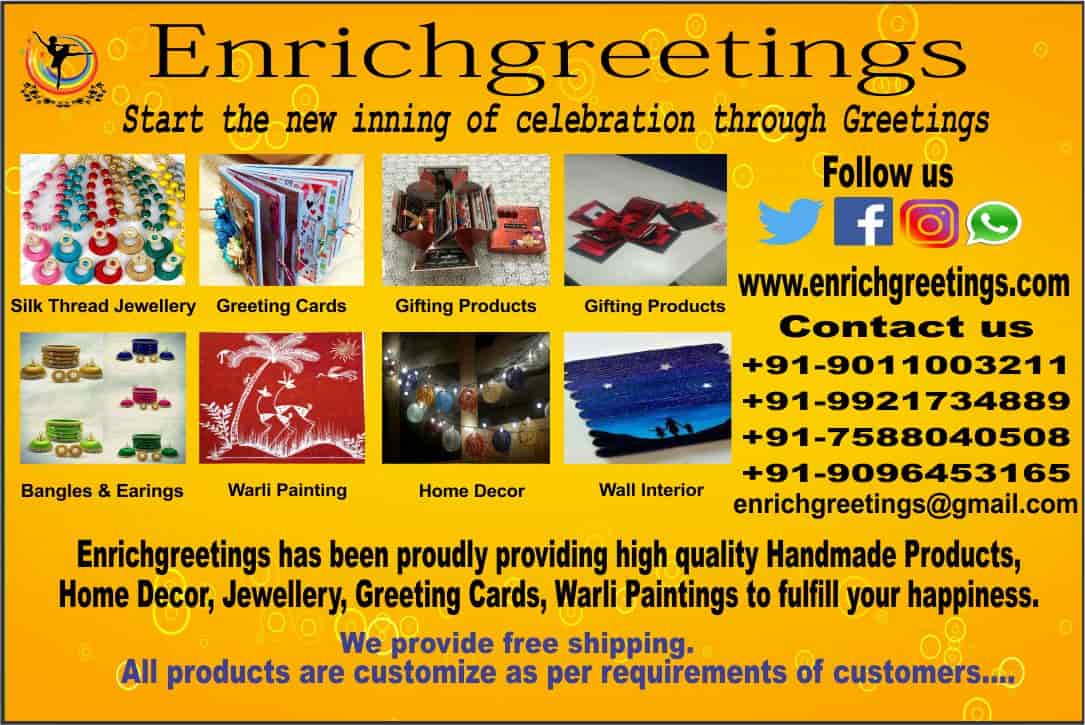 Enrichgreetings
Start the new inning of celebration through Greetings
Silk Thread Jewellery
Greeting Cards
Gifting Products
Gifting Products
Bangles & Earings
Warli Painting
Home Decor
Wall Interior
Follow us
www.enrichgreetings.com
Contact us
+91-9011003211
+91-9921734889
+91-7588040508
+91-9096453165
enrichgreetings@gmail.com
Enrichgreetings has been proudly providing high quality Handmade Products,
Home Decor, Jewellery, Greeting Cards, Warli Paintings to fulfill your happiness.
We provide free shipping.
All products are customize as per requirements of customers....